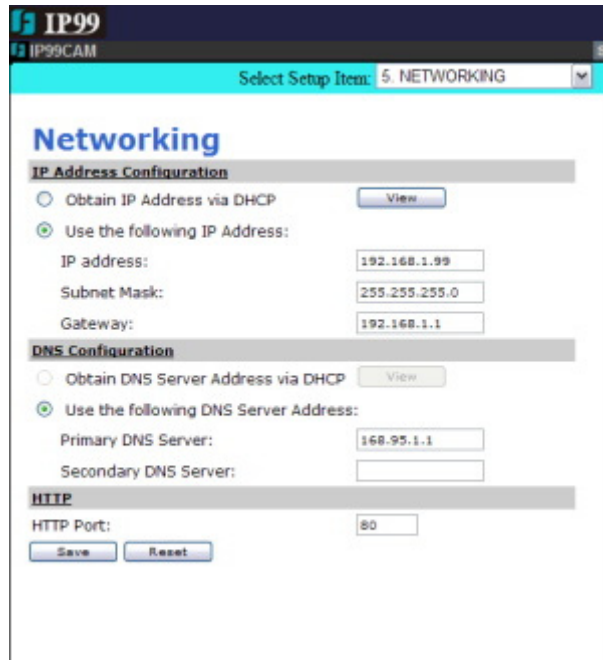 IP99
IP99CAM
Select Setup Item: 5. NETWORKING
Networking
IP Address Configuration
Obtain IP Address via DHCP View
Use the following IP Address:
IP address: 192.168.1.99
Subnet Mask: 255.255.255.0
Gateway: 192.168.1.1
DNS Configuration
Obtain DNS Server Address via DHCP View
Use the following DNS Server Address:
Primary DNS Server: 168.95.1.1
Secondary DNS Server:
HTTP
HTTP Port: 80
Save Reset